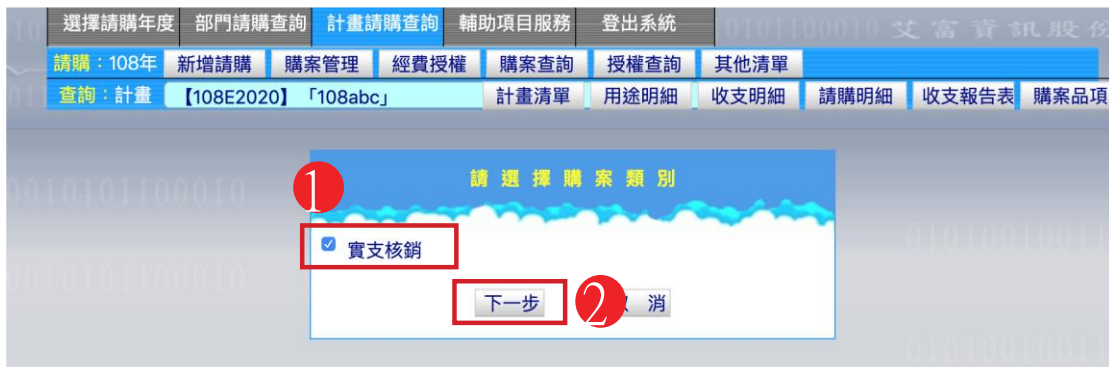 選擇請購年度 部門請購查詢 計畫請購查詢 輔助項目服務 登出系統
艾富資訊股份
請購：108年 新增請購 購案管理 經費授權 購案查詢 授權查詢 其他清單
查詢：計畫 【108E2020】「108abc」 計畫清單 用途明細 收支明細 請購明細 收支報告表 購案品項
請選擇購案類別
1
實支核銷
下一步 2 消